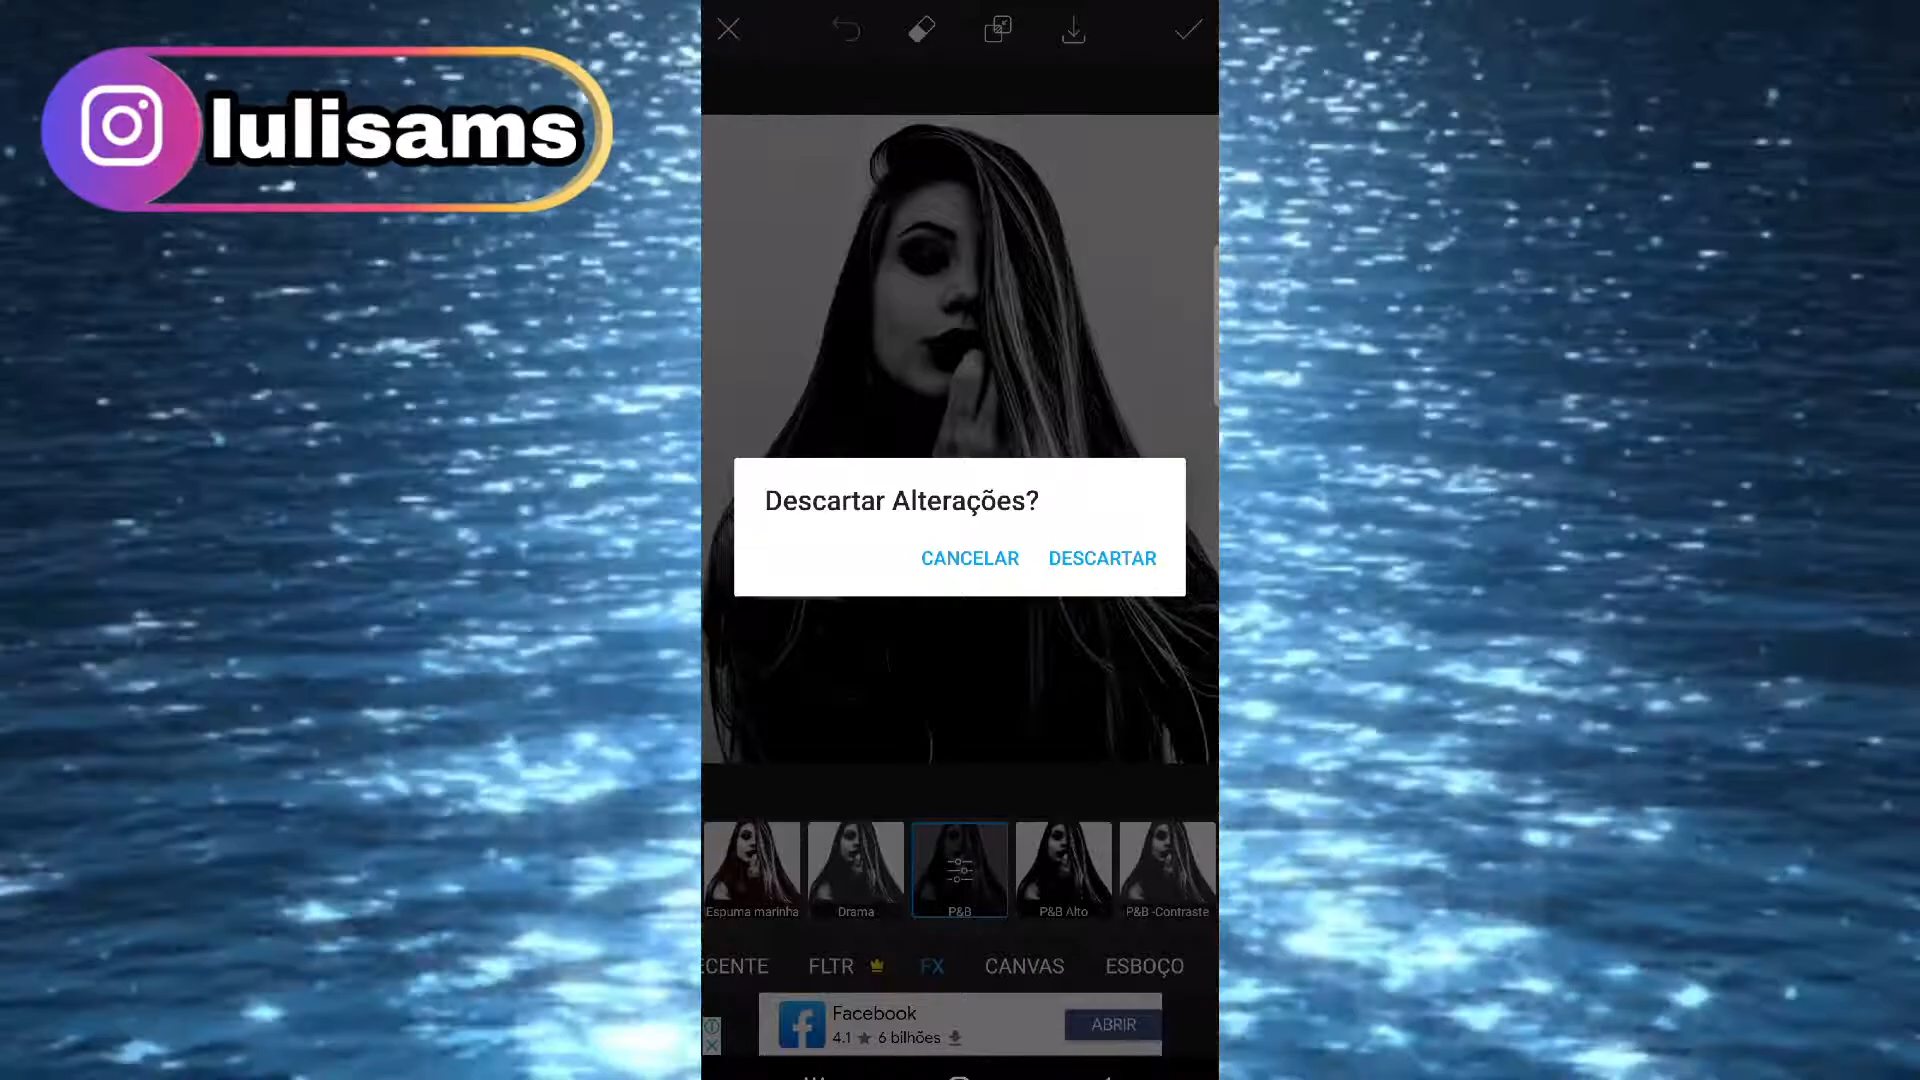 lulisams
Descartar Alterações?
CANCELAR DESCARTAR
Espuma marinha Drama P&B P&B Alto P&B -Contraste
CENTE FLTR FX CANVAS ESBOÇO
Facebook
4.1 ★ 6 bilhões
ABRIR